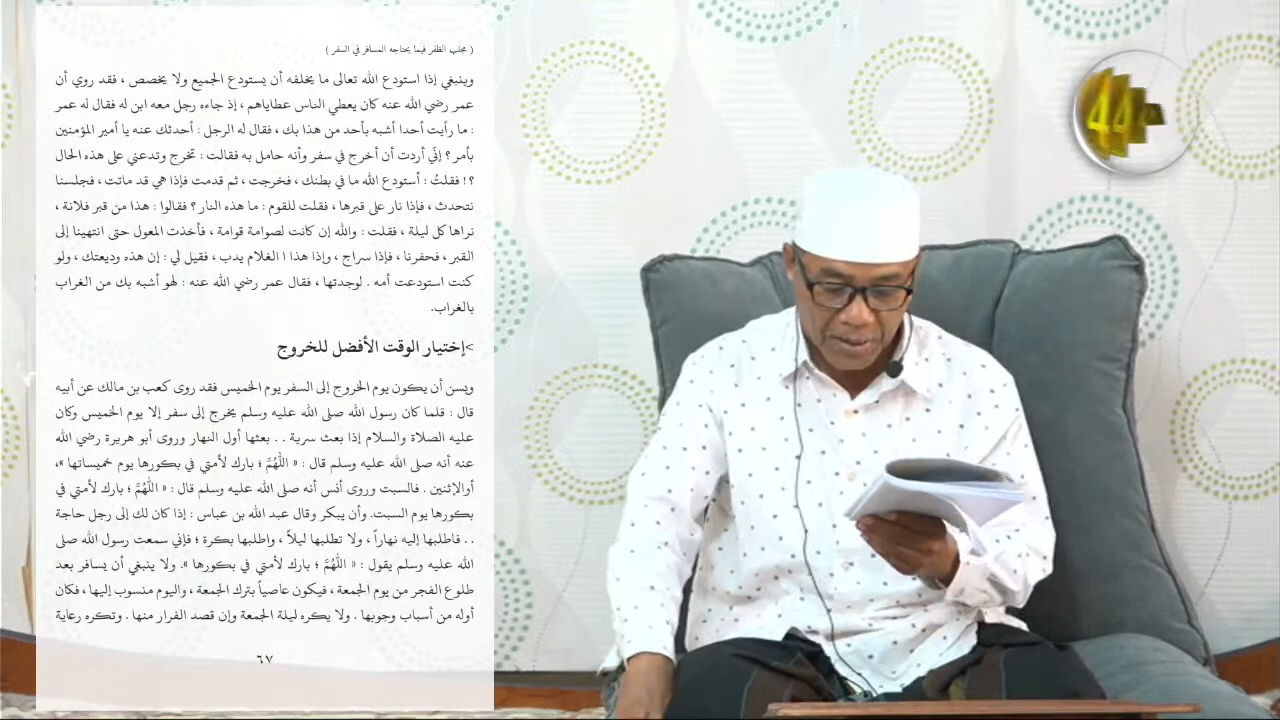 ( مجلب الظفر فيما يحتاجه المسافر في السفر )
وينبغي إذا استودع الله تعالى ما يخلفه أن يستودع الجميع ولا يخصص ، فقد روي أن
عمر رضي الله عنه كان يعطي الناس عطاياهم ، إذ جاءه رجل معه ابن له فقال له عمر
: ما رأيت أحدا أشبه بأحد من هذا بك ، فقال له الرجل : أحدثك عنه يا أمير المؤمنين
بأمر ؟ إنّي أردت أن أخرج في سفر وأنه حامل به فقالت : تخرج وتدعني على هذه الحال
؟! فقلتُ : أستودع الله ما في بطنك ، فخرجت ، ثم قدمت فإذا هي قد ماتت ، فجلسنا
نتحدث ، فإذا نار على قبرها ، فقلت للقوم : ما هذه النار ؟ فقالوا : هذا من قبر فلانة ،
نراها كل ليلة ، فقلت : والله إن كانت لصوامة قوامة ، فأخذت المعول حتى انتهينا إلى
القبر ، فحفرنا ، فإذا سراج ، وإذا هذا ا الغلام يدب ، فقيل لي : إن هذه وديعتك ، ولو
كنت استودعت أمه . لوجدتها ، فقال عمر رضي الله عنه : لهو أشبه بك من الغراب
بالغراب.
>إختيار الوقت الأفضل للخروج
ويسن أن يكون يوم الخروج إلى السفر يوم الخميس فقد روى كعب بن مالك عن أبيه
قال : قلما كان رسول الله صلى الله عليه وسلم يخرج إلى سفر إلا يوم الخميس وكان
عليه الصلاة والسلام إذا بعث سرية . . بعثها أول النهار وروى أبو هريرة رضي الله
عنه أنه صلى الله عليه وسلم قال : « اللّٰهُمَّ ؛ بارك لأمتي في بكورها يوم خميساتها »،
أوالإثنين . فالسبت وروى أنس أنه صلى الله عليه وسلم قال : « اللّٰهُمَّ ؛ بارك لأمتي في
بكورها يوم السبت. وأن يبكر وقال عبد الله بن عباس : إذا كان لك إلى رجل حاجة
. . فاطلبها إليه نهاراً ، ولا تطلبها ليلاً ، واطلبها بكرة ؛ فإني سمعت رسول الله صلى
الله عليه وسلم يقول : « اللّٰهُمَّ ؛ بارك لأمتي في بكورها ». ولا ينبغي أن يسافر بعد
طلوع الفجر من يوم الجمعة ، فيكون عاصياً بترك الجمعة ، واليوم منسوب إليها ، فكان
أوله من أسباب وجوبها . ولا يكره ليلة الجمعة وإن قصد الفرار منها . وتكره رعاية
٦٧